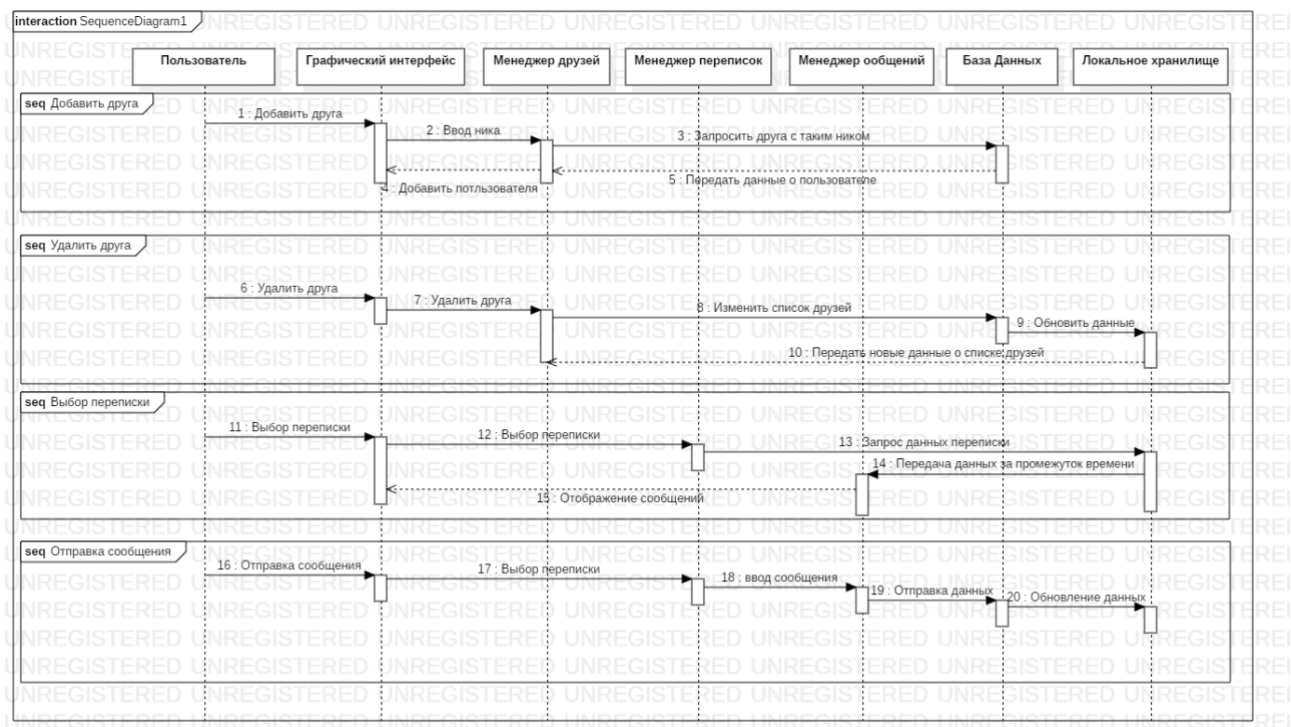 interaction SequenceDiagram1
Пользователь
Графический интерфейс
Менеджер друзей
Менеджер переписок
Менеджер ообщений
База Данных
Локальное хранилище
seq Добавить друга
1 : Добавить друга
2 : Ввод ника
3 : Запросить друга с таким ником
4 : Добавить потльзователя
5 : Передать данные о пользователе
seq Удалить друга
6 : Удалить друга
7 : Удалить друга
8 : Изменить список друзей
9 : Обновить данные
10 : Передать новые данные о списке друзей
seq Выбор переписки
11 : Выбор переписки
12 : Выбор переписки
13 : Запрос данных переписки
14 : Передача данных за промежуток времени
15 : Отображение сообщений
seq Отправка сообщения
16 : Отправка сообщения
17 : Выбор переписки
18 : ввод сообщения
19 : Отправка данных
20 : Обновление данных
UNREGISTERED